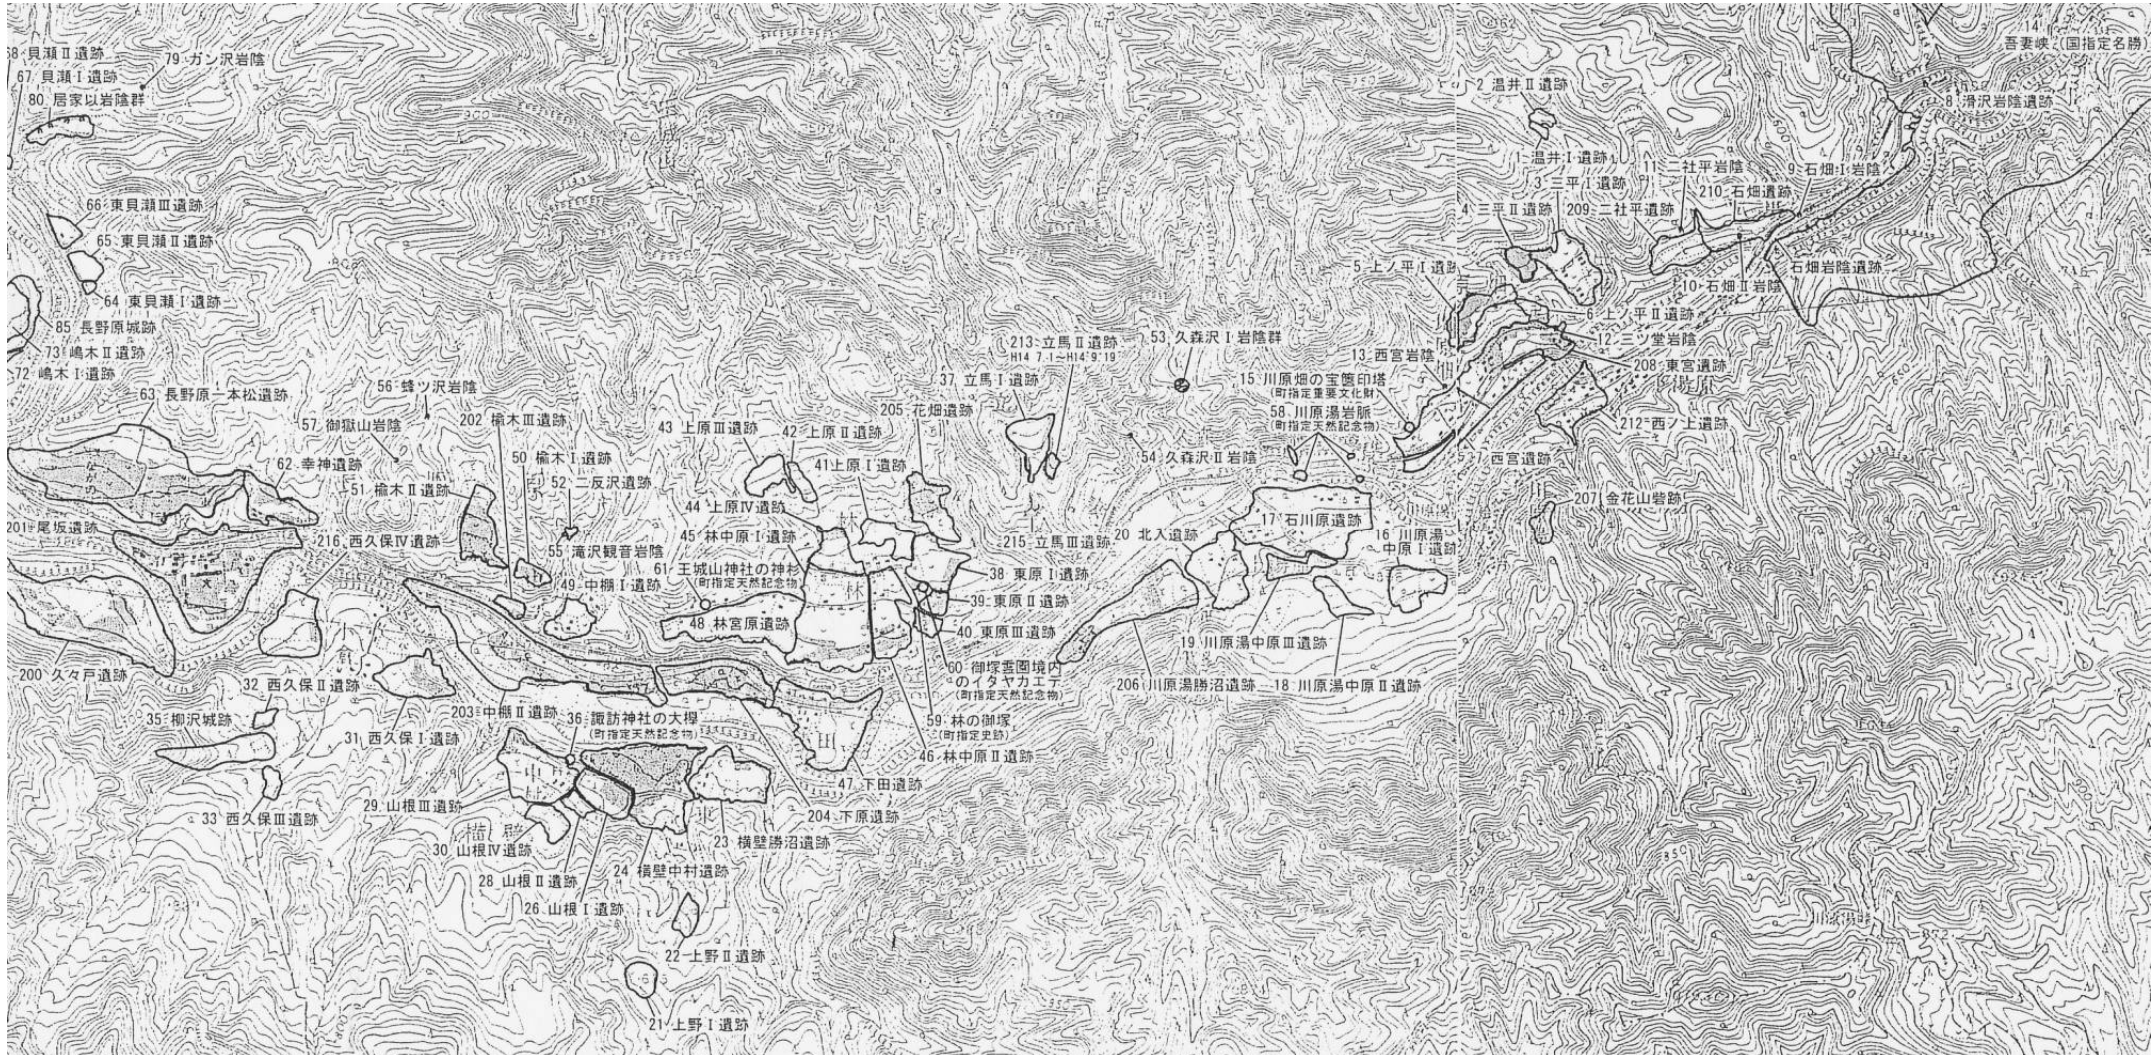 68 貝瀬Ⅱ遺跡
67 貝瀬Ⅰ遺跡
79 ガン沢岩陰
80 居家以岩陰群
66 東貝瀬Ⅲ遺跡
65 東貝瀬Ⅱ遺跡
64 東貝瀬Ⅰ遺跡
85 長野原城跡
73 嶋木Ⅱ遺跡
72 嶋木Ⅰ遺跡
63 長野原一本松遺跡
56 蜂ツ沢岩陰
57 御嶽山岩陰
202 楡木Ⅲ遺跡
50 楡木Ⅰ遺跡
62 幸神遺跡
51 楡木Ⅱ遺跡
52 二反沢遺跡
201 尾坂遺跡
216 西久保Ⅳ遺跡
55 滝沢観音岩陰
49 中棚Ⅰ遺跡
200 久々戸遺跡
32 西久保Ⅱ遺跡
35 柳沢城跡
31 西久保Ⅰ遺跡
33 西久保Ⅲ遺跡
203 中棚Ⅱ遺跡
36 諏訪神社の大欅
(町指定天然記念物)
29 山根Ⅲ遺跡
30 山根Ⅳ遺跡
28 山根Ⅱ遺跡
26 山根Ⅰ遺跡
24 横壁中村遺跡
23 横壁勝沼遺跡
22 上野Ⅱ遺跡
21 上野Ⅰ遺跡
43 上原Ⅲ遺跡
42 上原Ⅱ遺跡
41 上原Ⅰ遺跡
205 花畑遺跡
44 上原Ⅳ遺跡
45 林中原Ⅰ遺跡
61 王城山神社の神杉
(町指定天然記念物)
48 林宮原遺跡
林
37 立馬Ⅰ遺跡
213 立馬Ⅱ遺跡
H14.7.1~H14.9.19
53 久森沢Ⅰ岩陰群
54 久森沢Ⅱ岩陰
215 立馬Ⅲ遺跡
38 東原Ⅰ遺跡
39 東原Ⅱ遺跡
40 東原Ⅲ遺跡
60 御塚霊園境内
のイタヤカエデ
(町指定天然記念物)
59 林の御塚
(町指定史跡)
46 林中原Ⅱ遺跡
47 下田遺跡
204 下原遺跡
20 北入遺跡
17 石川原遺跡
16 川原湯
中原Ⅰ遺跡
19 川原湯中原Ⅲ遺跡
18 川原湯中原Ⅱ遺跡
206 川原湯勝沼遺跡
13 西宮岩陰
15 川原畑の宝篋印塔
(町指定重要文化財)
58 川原湯岩脈
(町指定天然記念物)
5 上ノ平Ⅰ遺跡
2 温井Ⅱ遺跡
1 温井Ⅰ遺跡
3 三平Ⅰ遺跡
4 三平Ⅱ遺跡
209 二社平遺跡
11 二社平岩陰
210 石畑遺跡
9 石畑Ⅰ岩陰
8 滑沢岩陰遺跡
14
吾妻峡 (国指定名勝)
石畑岩陰遺跡
10 石畑Ⅱ岩陰
6 上ノ平Ⅱ遺跡
12 三ツ堂岩陰
208 東宮遺跡
212 西ノ上遺跡
7 西宮遺跡
207 金花山砦跡